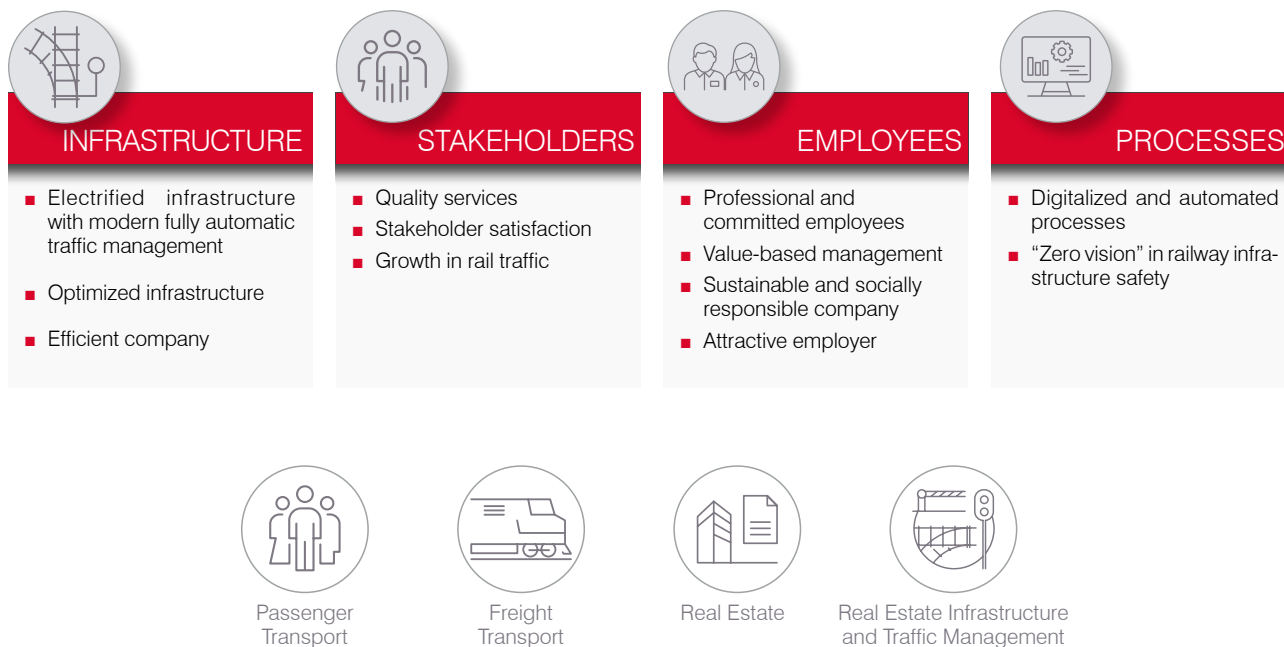 INFRASTRUCTURE
Electrified infrastructure
with modern fully automatic
traffic management
Optimized infrastructure
Efficient company
STAKEHOLDERS
Quality services
Stakeholder satisfaction
Growth in rail traffic
EMPLOYEES
Professional and
committed employees
Value-based management
Sustainable and socially
responsible company
Attractive employer
PROCESSES
Digitalized and automated
processes
“Zero vision” in railway infra-
structure safety
Passenger
Transport
Freight
Transport
Real Estate
Real Estate Infrastructure
and Traffic Management